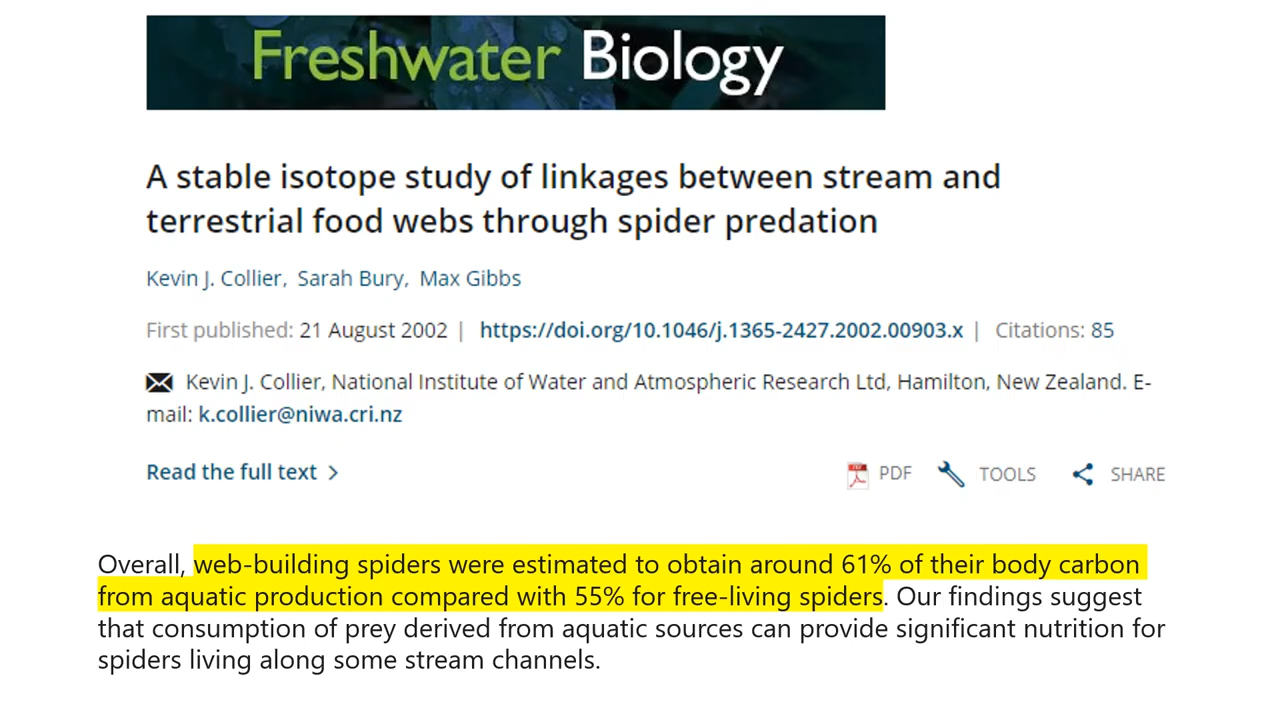 Freshwater Biology
A stable isotope study of linkages between stream and
terrestrial food webs through spider predation
Kevin J. Collier, Sarah Bury, Max Gibbs
First published: 21 August 2002 | https://doi.org/10.1046/j.1365-2427.2002.00903.x | Citations: 85
Kevin J. Collier, National Institute of Water and Atmospheric Research Ltd, Hamilton, New Zealand. E-
mail: k.collier@niwa.cri.nz
Read the full text > PDF TOOLS SHARE
Overall, web-building spiders were estimated to obtain around 61% of their body carbon
from aquatic production compared with 55% for free-living spiders. Our findings suggest
that consumption of prey derived from aquatic sources can provide significant nutrition for
spiders living along some stream channels.